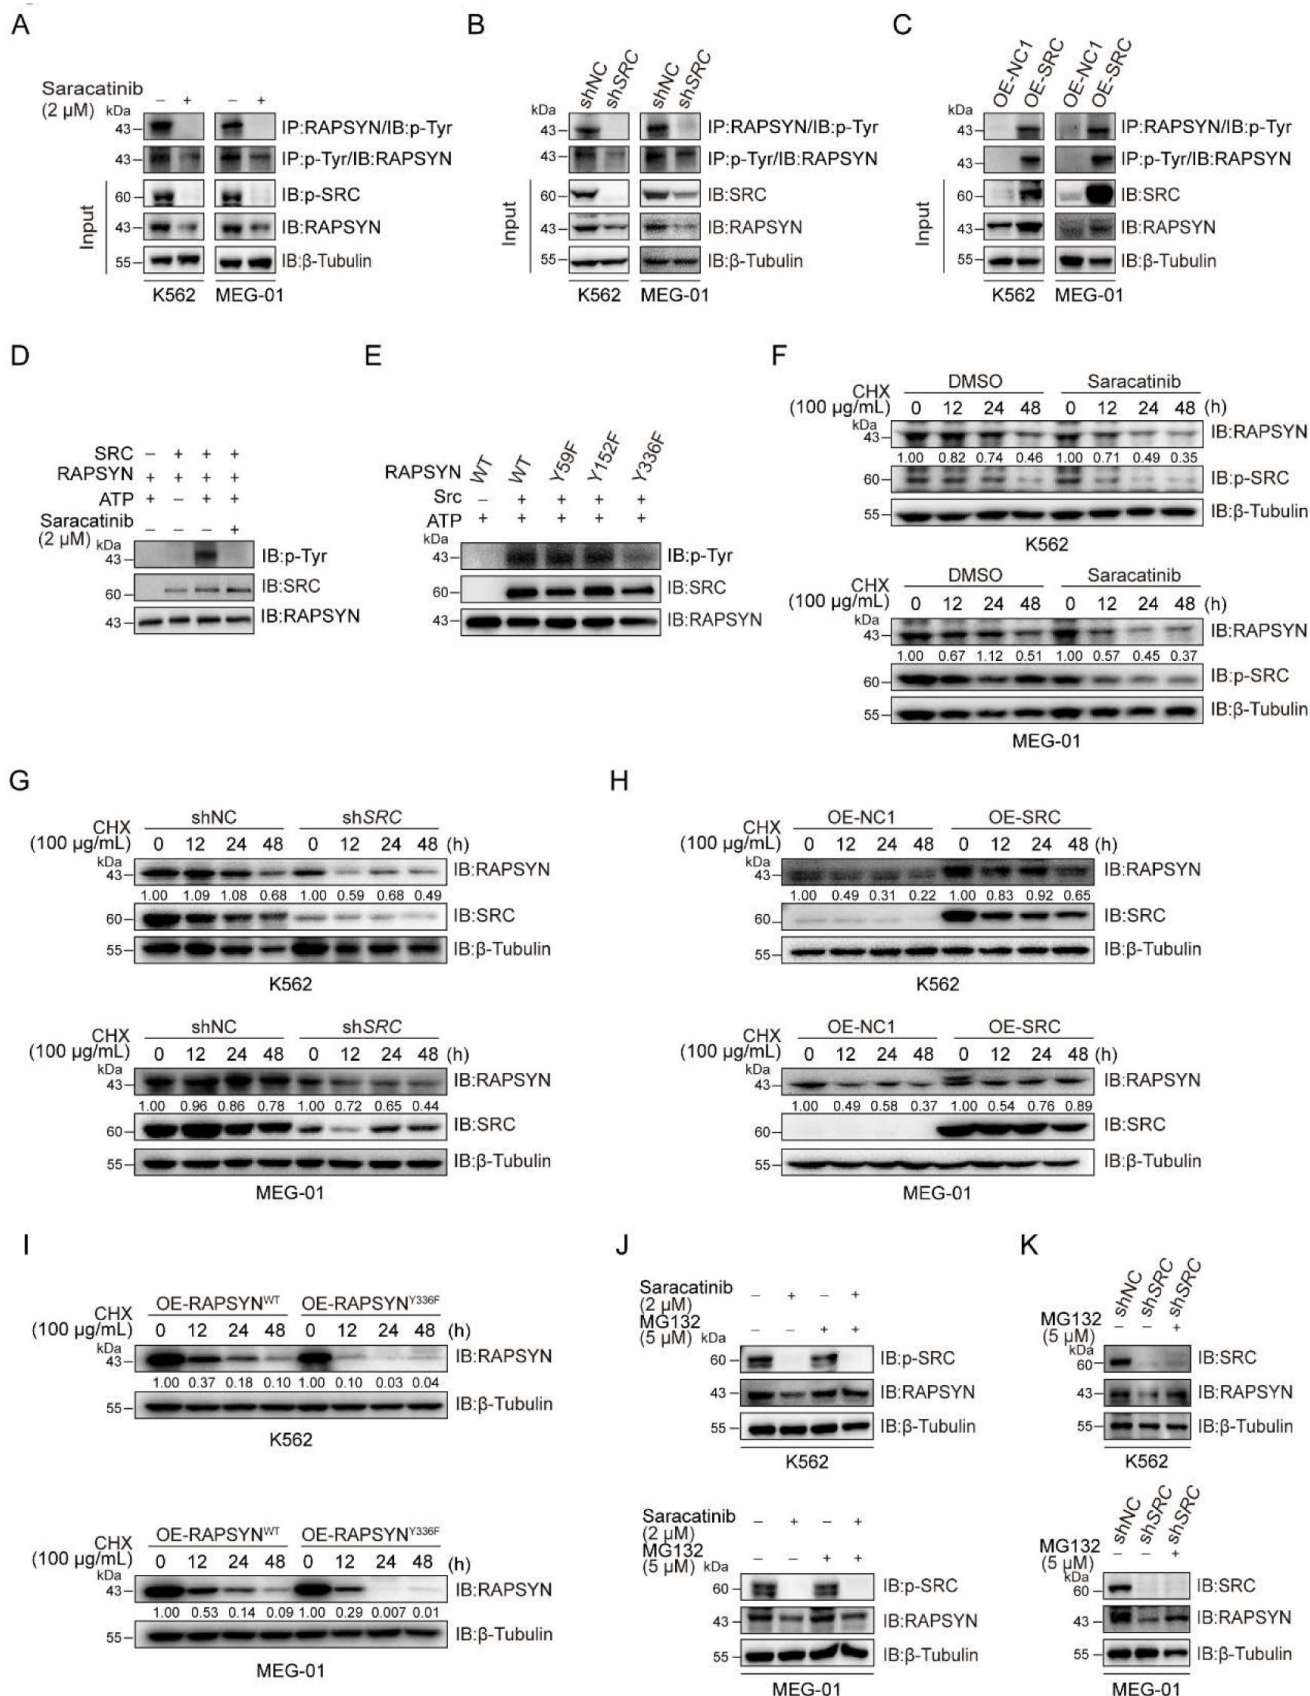 A
Saracatinib
(2 µM)
– + – +
kDa
43 IP:RAPSYN/IB:p-Tyr
43 IP:p-Tyr/IB:RAPSYN
Input
60 IB:p-SRC
43 IB:RAPSYN
55 IB:β-Tubulin
K562 MEG-01
B
shNC shSRC shNC shSRC
kDa
43 IP:RAPSYN/IB:p-Tyr
43 IP:p-Tyr/IB:RAPSYN
Input
60 IB:SRC
43 IB:RAPSYN
55 IB:β-Tubulin
K562 MEG-01
C
OE-NC1 OE-SRC OE-NC1 OE-SRC
kDa
43 IP:RAPSYN/IB:p-Tyr
43 IP:p-Tyr/IB:RAPSYN
Input
60 IB:SRC
43 IB:RAPSYN
55 IB:β-Tubulin
K562 MEG-01
D
SRC – + + +
RAPSYN + + + +
ATP + – + +
Saracatinib – – – +
(2 µM)
kDa
43 IB:p-Tyr
60 IB:SRC
43 IB:RAPSYN
E
RAPSYN WT WT Y59F Y152F Y336F
Src – + + + +
ATP + + + + +
kDa
43 IB:p-Tyr
60 IB:SRC
43 IB:RAPSYN
F
DMSO Saracatinib
CHX
(100 µg/mL) 0 12 24 48 0 12 24 48 (h)
kDa
43 IB:RAPSYN
1.00 0.82 0.74 0.46 1.00 0.71 0.49 0.35
60 IB:p-SRC
55 IB:β-Tubulin
K562
DMSO Saracatinib
CHX
(100 µg/mL) 0 12 24 48 0 12 24 48 (h)
kDa
43 IB:RAPSYN
1.00 0.67 1.12 0.51 1.00 0.57 0.45 0.37
60 IB:p-SRC
55 IB:β-Tubulin
MEG-01
G
shNC shSRC
CHX
(100 µg/mL) 0 12 24 48 0 12 24 48 (h)
kDa
43 IB:RAPSYN
1.00 1.09 1.08 0.68 1.00 0.59 0.68 0.49
60 IB:SRC
55 IB:β-Tubulin
K562
shNC shSRC
CHX
(100 µg/mL) 0 12 24 48 0 12 24 48 (h)
kDa
43 IB:RAPSYN
1.00 0.96 0.86 0.78 1.00 0.72 0.65 0.44
60 IB:SRC
55 IB:β-Tubulin
MEG-01
H
OE-NC1 OE-SRC
CHX
(100 µg/mL) 0 12 24 48 0 12 24 48 (h)
kDa
43 IB:RAPSYN
1.00 0.49 0.31 0.22 1.00 0.83 0.92 0.65
60 IB:SRC
55 IB:β-Tubulin
K562
OE-NC1 OE-SRC
CHX
(100 µg/mL) 0 12 24 48 0 12 24 48 (h)
kDa
43 IB:RAPSYN
1.00 0.49 0.58 0.37 1.00 0.54 0.76 0.89
60 IB:SRC
55 IB:β-Tubulin
MEG-01
I
OE-RAPSYN^WT OE-RAPSYN^Y336F
CHX
(100 µg/mL) 0 12 24 48 0 12 24 48 (h)
kDa
43 IB:RAPSYN
1.00 0.37 0.18 0.10 1.00 0.10 0.03 0.04
55 IB:β-Tubulin
K562
OE-RAPSYN^WT OE-RAPSYN^Y336F
CHX
(100 µg/mL) 0 12 24 48 0 12 24 48 (h)
kDa
43 IB:RAPSYN
1.00 0.53 0.14 0.09 1.00 0.29 0.007 0.01
55 IB:β-Tubulin
MEG-01
J
Saracatinib – + – +
(2 µM)
MG132 – – + +
(5 µM) kDa
60 IB:p-SRC
43 IB:RAPSYN
55 IB:β-Tubulin
K562
Saracatinib – + – +
(2 µM)
MG132 – – + +
(5 µM) kDa
60 IB:p-SRC
43 IB:RAPSYN
55 IB:β-Tubulin
MEG-01
K
shNC shSRC shSRC
MG132 – – +
(5 µM)
kDa
60 IB:SRC
43 IB:RAPSYN
55 IB:β-Tubulin
K562
shNC shSRC shSRC
MG132 – – +
(5 µM)
kDa
60 IB:SRC
43 IB:RAPSYN
55 IB:β-Tubulin
MEG-01